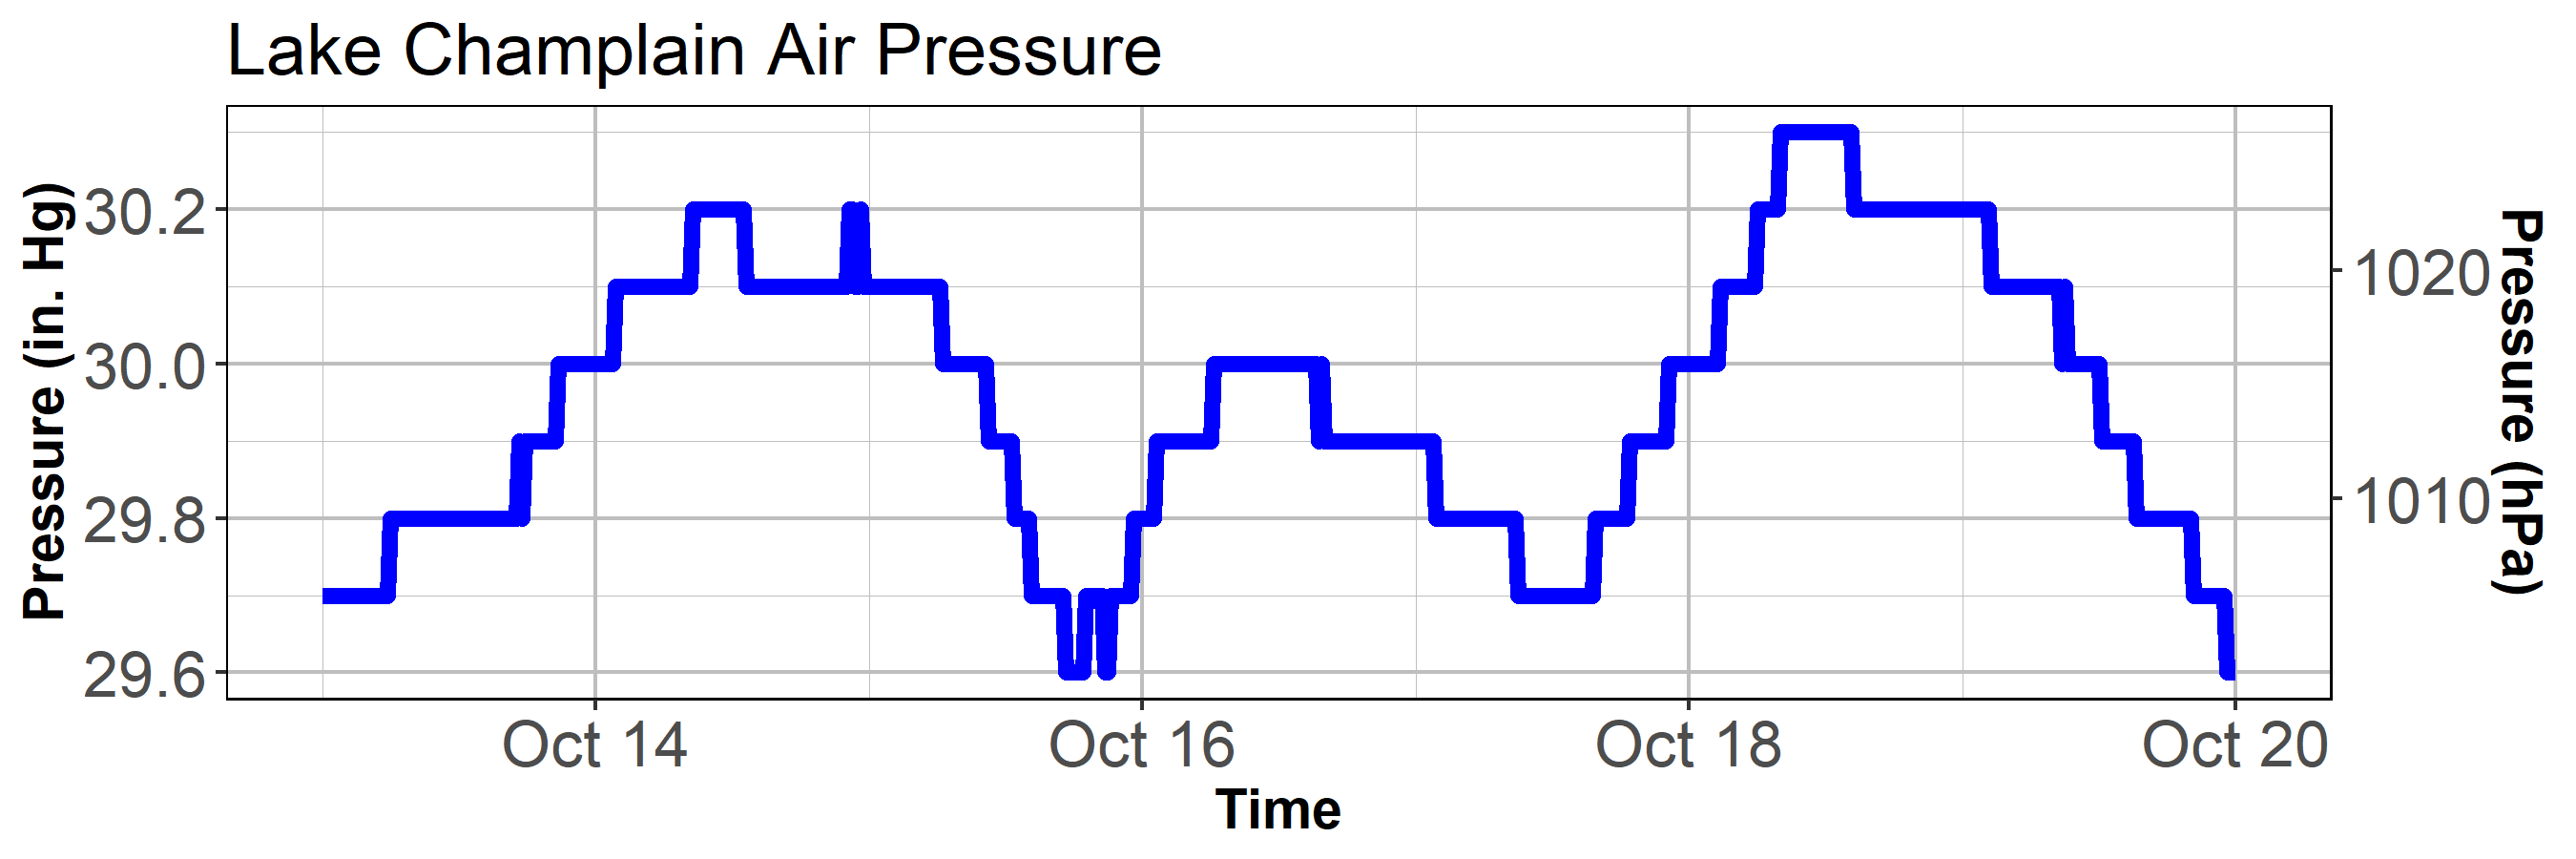 Lake Champlain Air Pressure
Pressure (in. Hg)
30.2
30.0
29.8
29.6
1020
1010
Pressure (hPa)
Oct 14
Oct 16
Oct 18
Oct 20
Time